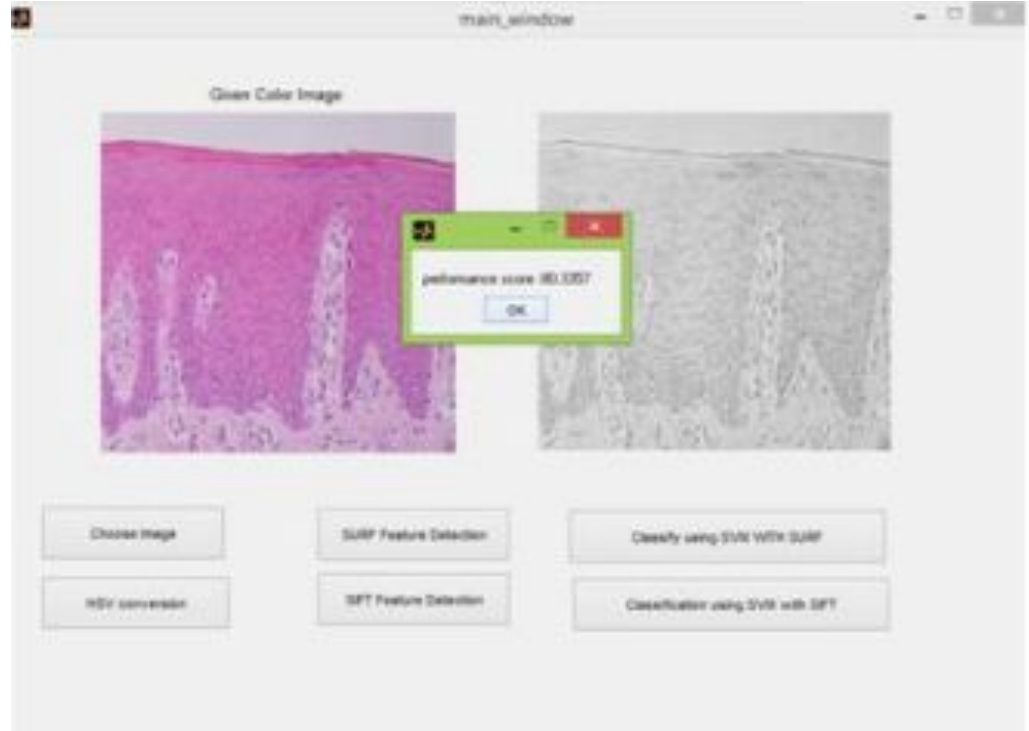 main_window
Given Color Image
performance score :
OK
Choose Image
SURF Feature Detection
Classify using SVM WITH SURF
HSV conversion
SIFT Feature Detection
Classification using SVM with SIFT